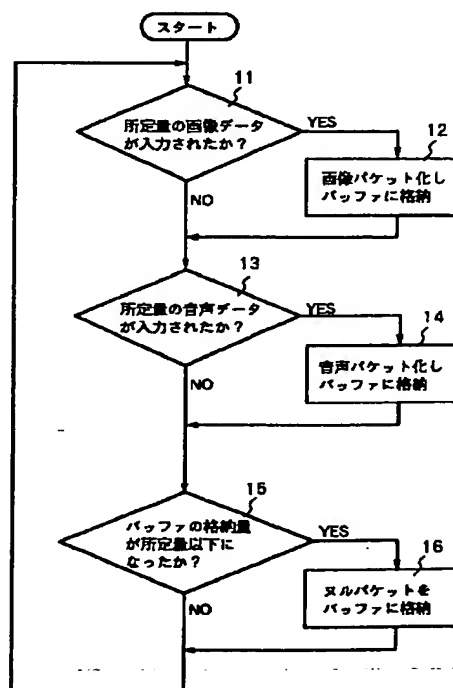 スタート
11
所定量の画像データ
が入力されたか?
YES
12
画像パケット化し
バッファに格納
NO
13
所定量の音声データ
が入力されたか?
YES
14
音声パケット化し
バッファに格納
NO
15
バッファの格納量
が所定量以下に
なったか?
YES
16
ヌルパケットを
バッファに格納
NO